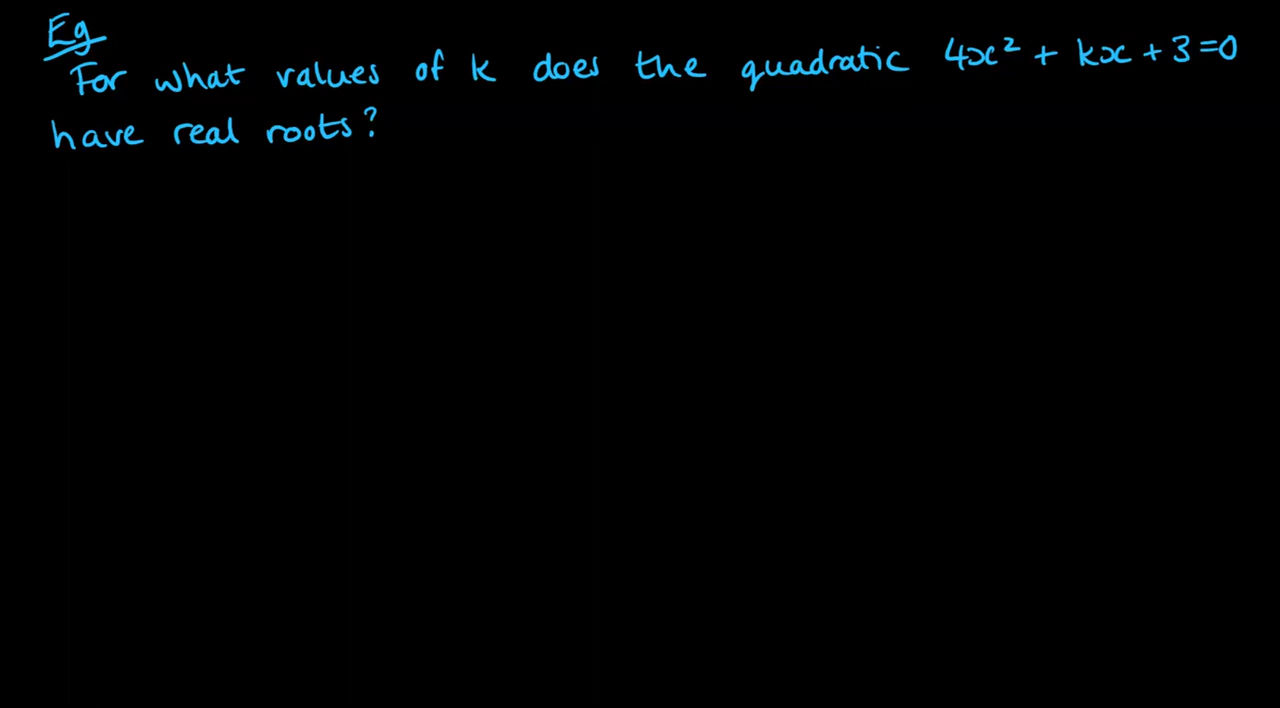 Eg
For what values of k does the quadratic 4x² + kx + 3 = 0
have real roots?